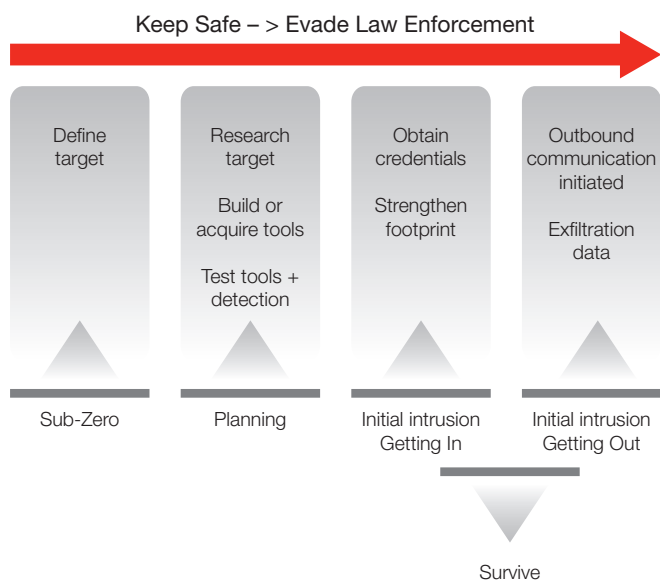 Keep Safe – > Evade Law Enforcement
Define
target
Research
target
Build or
acquire tools
Test tools +
detection
Obtain
credentials
Strengthen
footprint
Outbound
communication
initiated
Exfiltration
data
Sub-Zero
Planning
Initial intrusion
Getting In
Initial intrusion
Getting Out
Survive